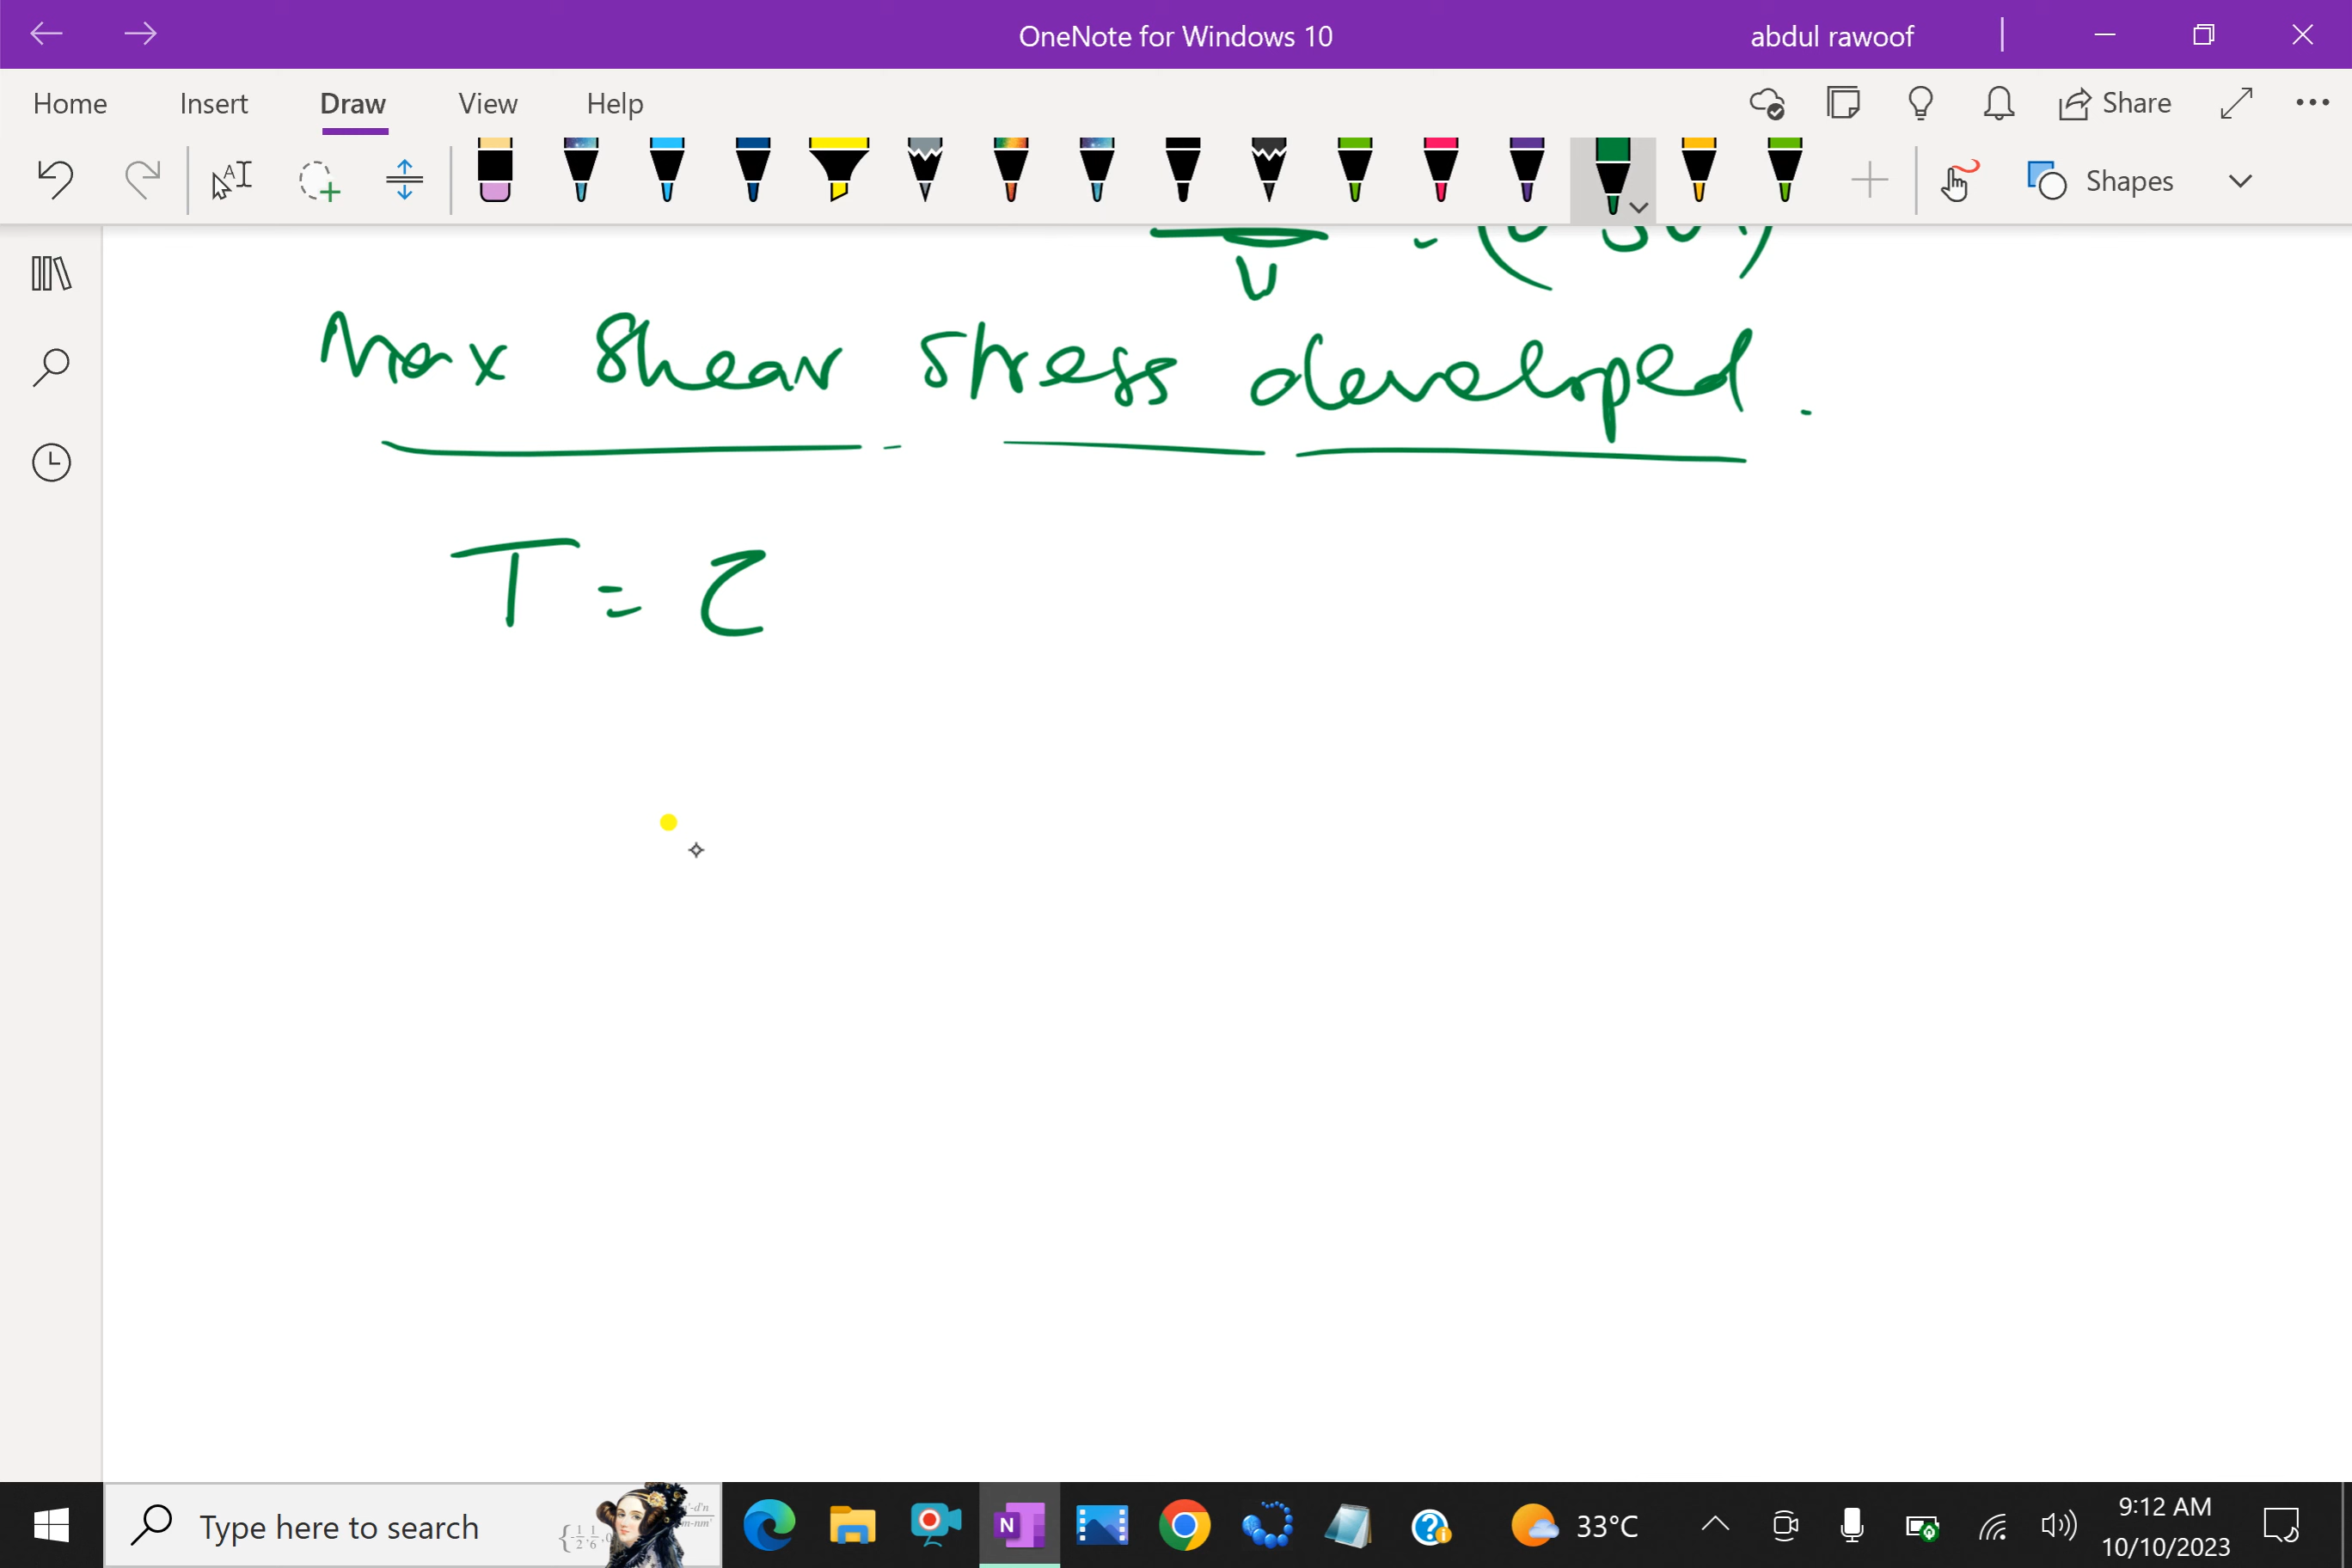 OneNote for Windows 10
abdul rawoof
Home Insert Draw View Help
Share
Shapes
Max Shear Stress developed.
T = τ
Type here to search
33°C
9:12 AM
10/10/2023